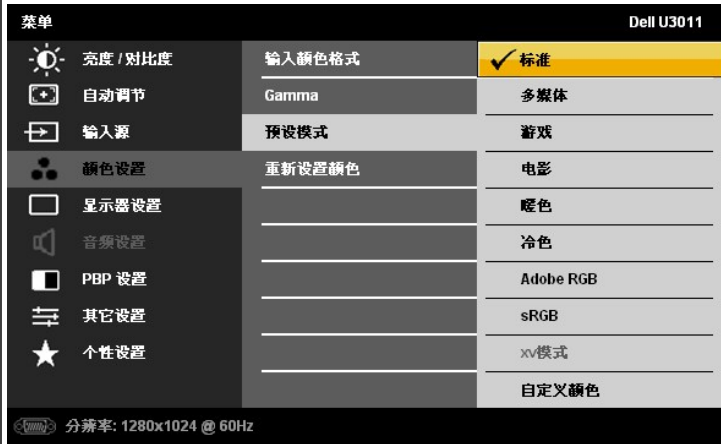 菜单
Dell U3011
亮度 / 对比度
自动调节
输入源
颜色设置
显示器设置
音频设置
PBP 设置
其它设置
个性设置
输入颜色格式
Gamma
预设模式
重新设置颜色
标准
多媒体
游戏
电影
暖色
冷色
Adobe RGB
sRGB
xv模式
自定义颜色
分辨率: 1280x1024 @ 60Hz